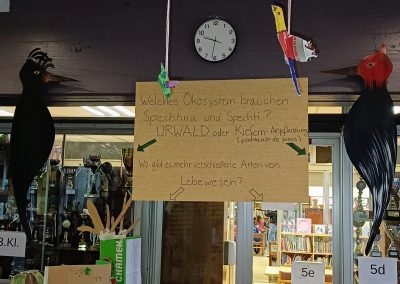 Welches Ökosystem brauchen
Spechtina und Spechti?
URWALD oder Kiefern-Anpflanzung
Wo gibt es mehr verschiedene Arten von
Lebewesen?
3.Kl.
CHAMEX
5e
5d